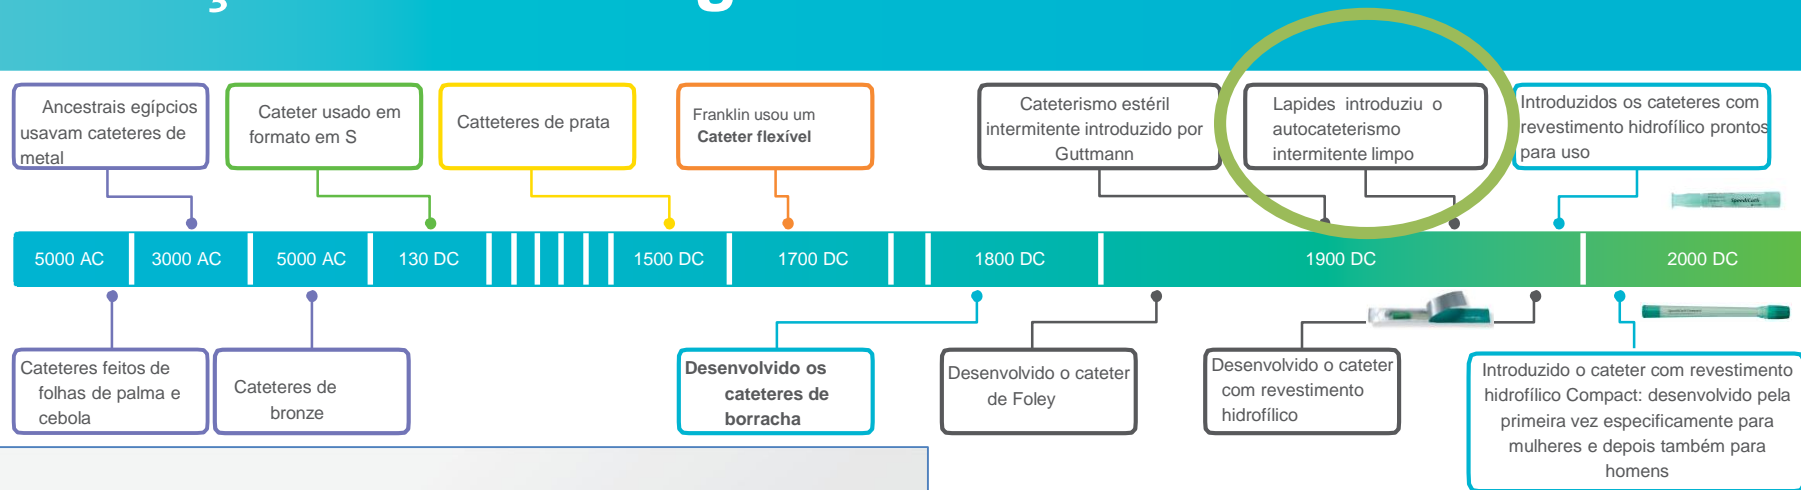 Ancestrais egípcios
usavam cateteres de
metal
Cateter usado em
formato em S
Catteteres de prata
Franklin usou um
Cateter flexível
Cateterismo estéril
intermitente introduzido por
Guttmann
Lapides introduziu o
autocateterismo
intermitente limpo
Introduzidos os cateteres com
revestimento hidrofílico prontos
para uso
SpeediCath
5000 AC
3000 AC
5000 AC
130 DC
1500 DC
1700 DC
1800 DC
1900 DC
2000 DC
Cateteres feitos de
folhas de palma e
cebola
Cateteres de
bronze
Desenvolvido os
cateteres de
borracha
Desenvolvido o cateter
de Foley
Desenvolvido o cateter
com revestimento
hidrofílico
Introduzido o cateter com revestimento
hidrofílico Compact: desenvolvido pela
primeira vez especificamente para
mulheres e depois também para
homens